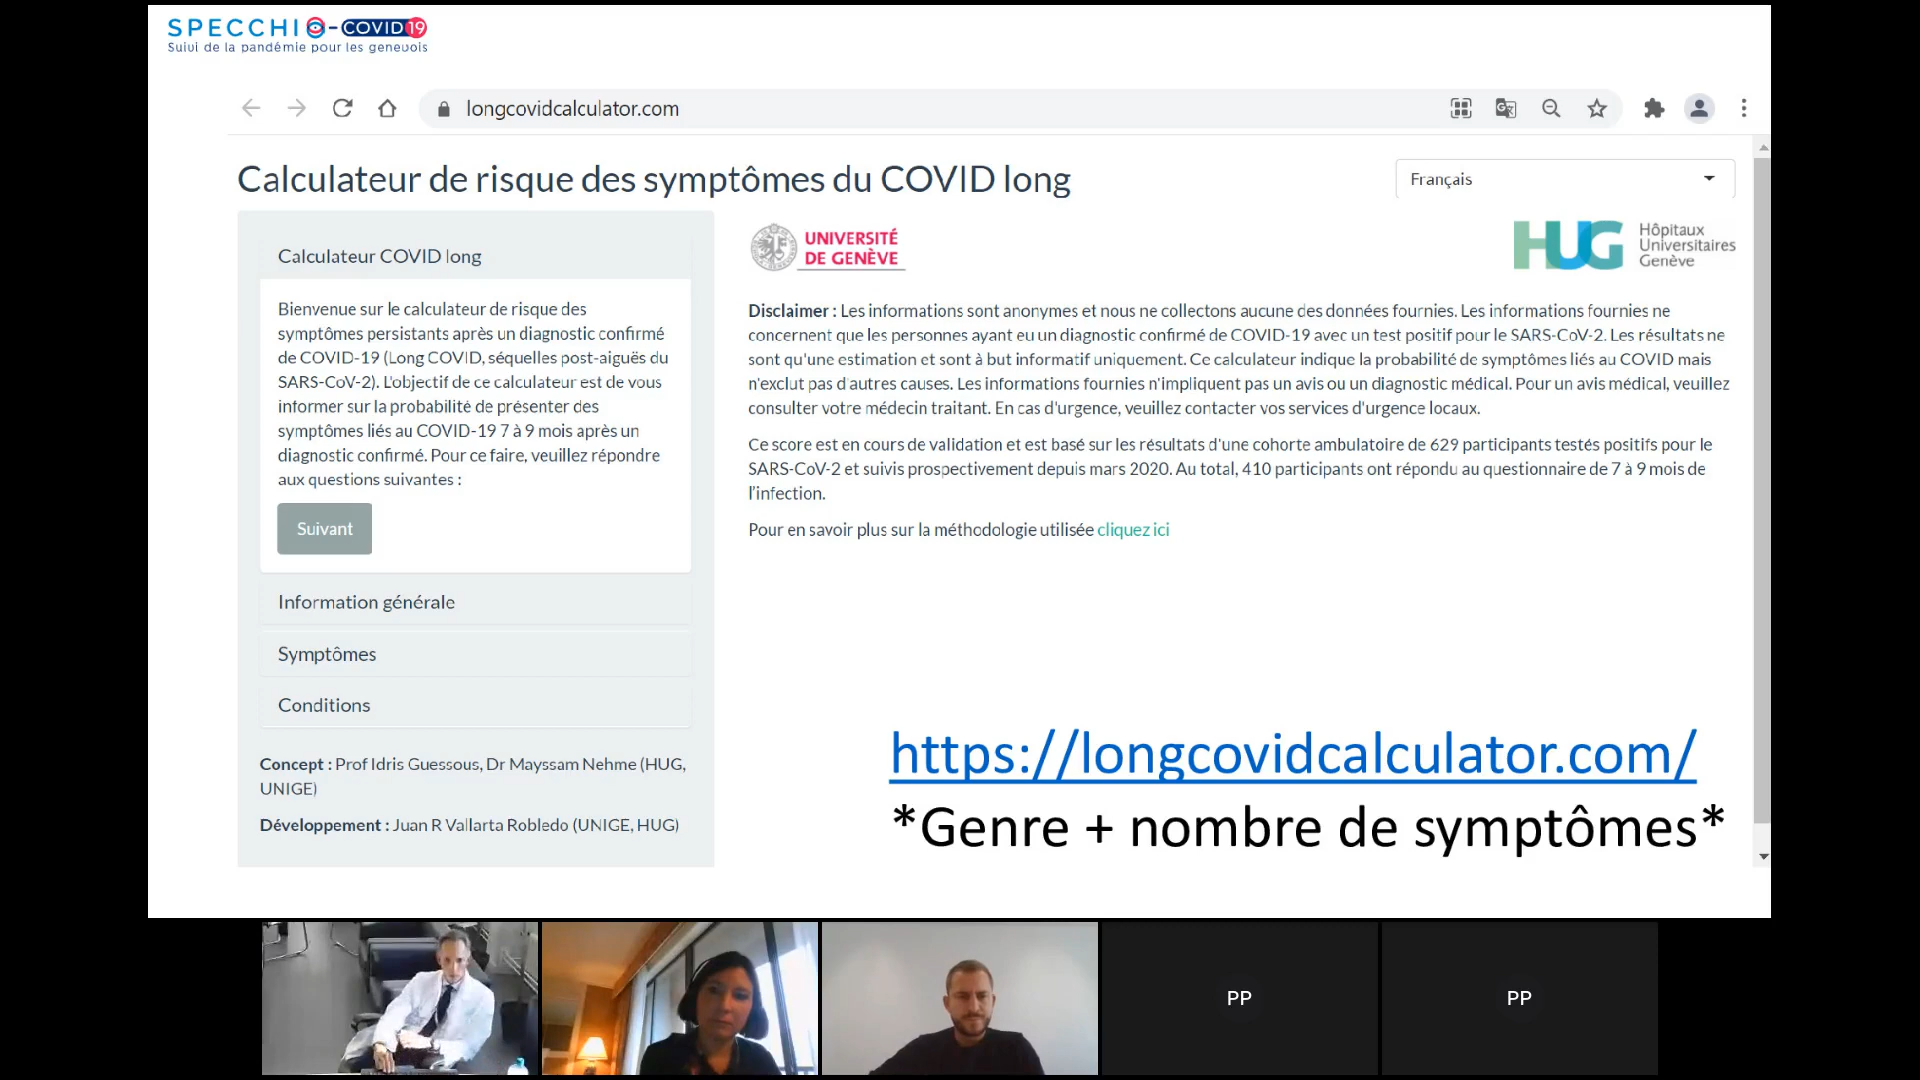 SPECCHIO-COVID19
Suivi de la pandémie pour les genevois
longcovidcalculator.com
Calculateur de risque des symptômes du COVID long
Français
Calculateur COVID long
Bienvenue sur le calculateur de risque des
symptômes persistants après un diagnostic confirmé
de COVID-19 (Long COVID, séquelles post-aiguës du
SARS-CoV-2). L'objectif de ce calculateur est de vous
informer sur la probabilité de présenter des
symptômes liés au COVID-19 7 à 9 mois après un
diagnostic confirmé. Pour ce faire, veuillez répondre
aux questions suivantes :
Suivant
Information générale
Symptômes
Conditions
Concept : Prof Idris Guessous, Dr Mayssam Nehme (HUG,
UNIGE)
Développement : Juan R Vallarta Robledo (UNIGE, HUG)
UNIVERSITÉ
DE GENÈVE
HUG
Hôpitaux
Universitaires
Genève
Disclaimer : Les informations sont anonymes et nous ne collectons aucune des données fournies. Les informations fournies ne
concernent que les personnes ayant eu un diagnostic confirmé de COVID-19 avec un test positif pour le SARS-CoV-2. Les résultats ne
sont qu'une estimation et sont à but informatif uniquement. Ce calculateur indique la probabilité de symptômes liés au COVID mais
n'exclut pas d'autres causes. Les informations fournies n'impliquent pas un avis ou un diagnostic médical. Pour un avis médical, veuillez
consulter votre médecin traitant. En cas d'urgence, veuillez contacter vos services d'urgence locaux.
Ce score est en cours de validation et est basé sur les résultats d'une cohorte ambulatoire de 629 participants testés positifs pour le
SARS-CoV-2 et suivis prospectivement depuis mars 2020. Au total, 410 participants ont répondu au questionnaire de 7 à 9 mois de
l'infection.
Pour en savoir plus sur la méthodologie utilisée cliquez ici
https://longcovidcalculator.com/
*Genre + nombre de symptômes*
PP
PP